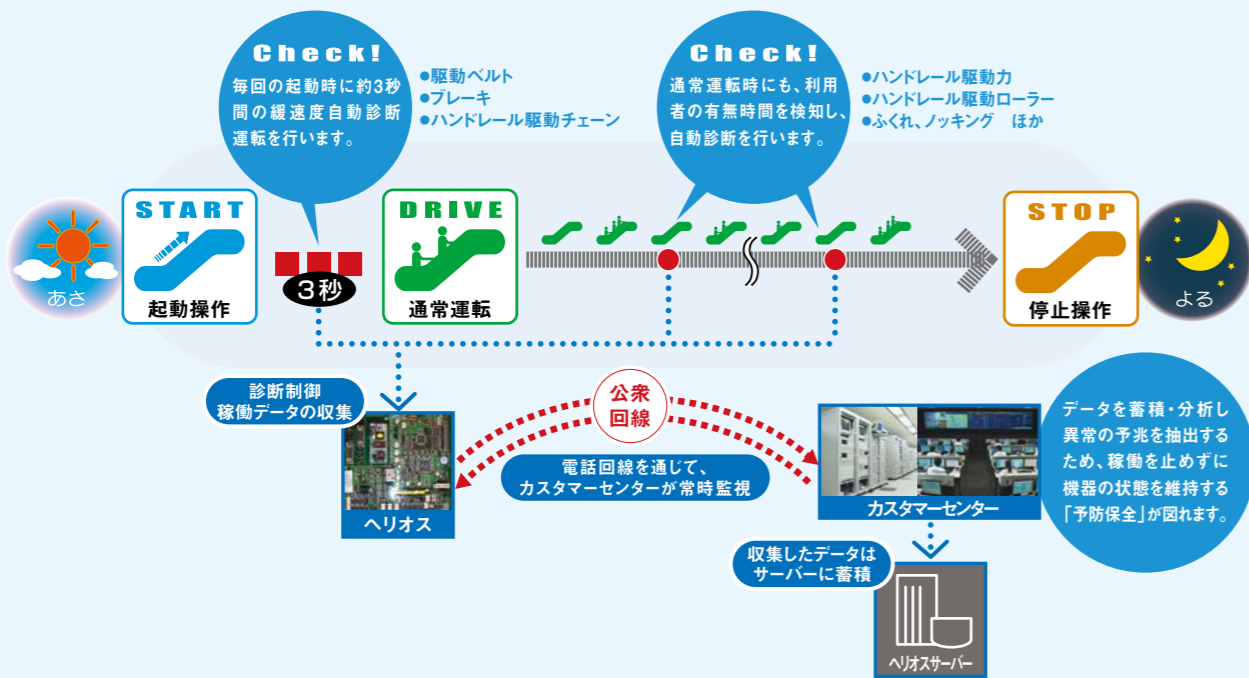 Check!
毎回の起動時に約3秒
間の緩速度自動診断
運転を行います。
●駆動ベルト
●ブレーキ
●ハンドレール駆動チェーン
Check!
通常運転時にも、利用
者の有無時間を検知し、
自動診断を行います。
●ハンドレール駆動力
●ハンドレール駆動ローラー
●ふくれ、ノッキング ほか
あさ
START
起動操作
3秒
DRIVE
通常運転
STOP
停止操作
よる
診断制御
稼働データの収集
ヘリオス
公衆
回線
電話回線を通じて、
カスタマーセンターが常時監視
カスタマーセンター
データを蓄積・分析し
異常の予兆を抽出する
ため、稼働を止めずに
機器の状態を維持する
「予防保全」が図れます。
収集したデータは
サーバーに蓄積
ヘリオスサーバー